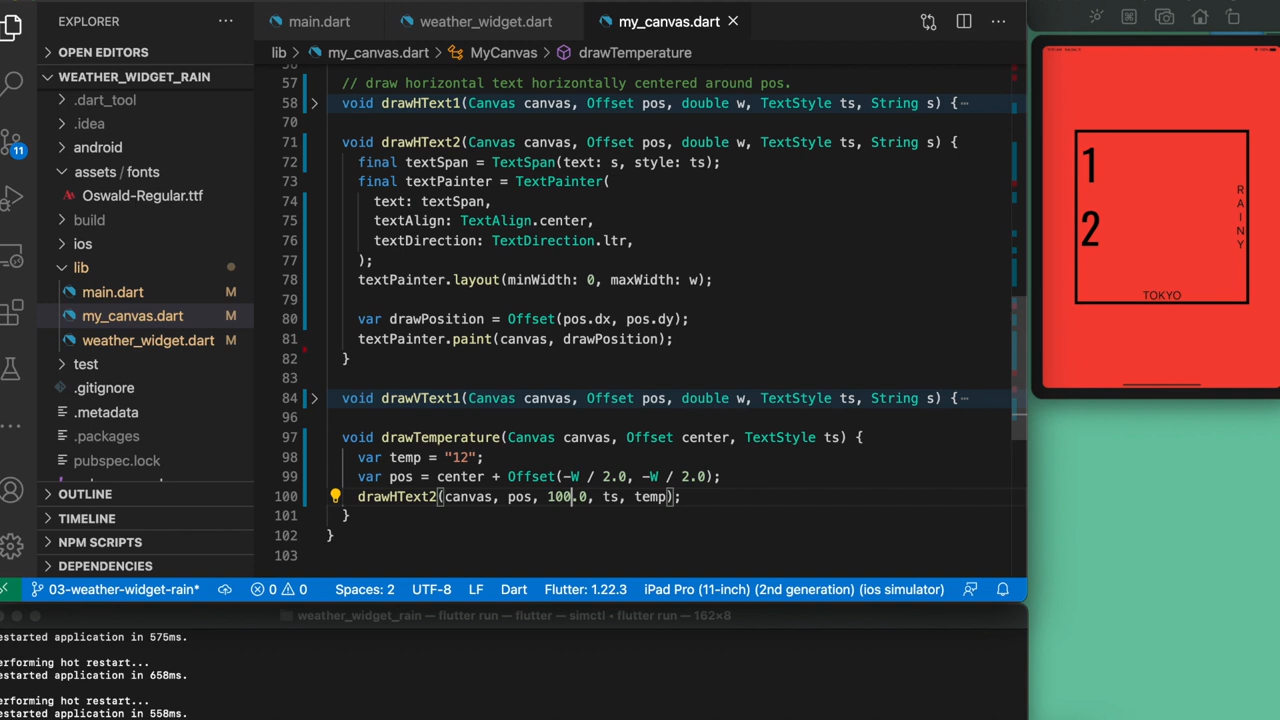 EXPLORER
main.dart
weather_widget.dart
my_canvas.dart
OPEN EDITORS
WEATHER_WIDGET_RAIN
.dart_tool
.idea
android
assets / fonts
Oswald-Regular.ttf
build
ios
lib
main.dart M
my_canvas.dart M
weather_widget.dart M
test
.gitignore
.metadata
.packages
pubspec.lock
OUTLINE
TIMELINE
NPM SCRIPTS
DEPENDENCIES
11
lib > my_canvas.dart > MyCanvas > drawTemperature
57 // draw horizontal text horizontally centered around pos.
58 void drawHText1(Canvas canvas, Offset pos, double w, TextStyle ts, String s) {⋯
70
71 void drawHText2(Canvas canvas, Offset pos, double w, TextStyle ts, String s) {
72 final textSpan = TextSpan(text: s, style: ts);
73 final textPainter = TextPainter(
74 text: textSpan,
75 textAlign: TextAlign.center,
76 textDirection: TextDirection.ltr,
77 );
78 textPainter.layout(minWidth: 0, maxWidth: w);
79
80 var drawPosition = Offset(pos.dx, pos.dy);
81 textPainter.paint(canvas, drawPosition);
82 }
83
84 void drawVText1(Canvas canvas, Offset pos, double w, TextStyle ts, String s) {⋯
96
97 void drawTemperature(Canvas canvas, Offset center, TextStyle ts) {
98 var temp = "12";
99 var pos = center + Offset(-W / 2.0, -W / 2.0);
100 drawHText2(canvas, pos, 100.0, ts, temp);
101 }
102 }
103
03-weather-widget-rain* 0 0 Spaces: 2 UTF-8 LF Dart Flutter: 1.22.3 iPad Pro (11-inch) (2nd generation) (ios simulator)
weather_widget_rain — flutter run — flutter ‹ simctl • flutter run — 162×8
estarted application in 575ms.
erforming hot restart...
estarted application in 658ms.
erforming hot restart...
estarted application in 558ms.
1
2
R
A
I
N
Y
TOKYO